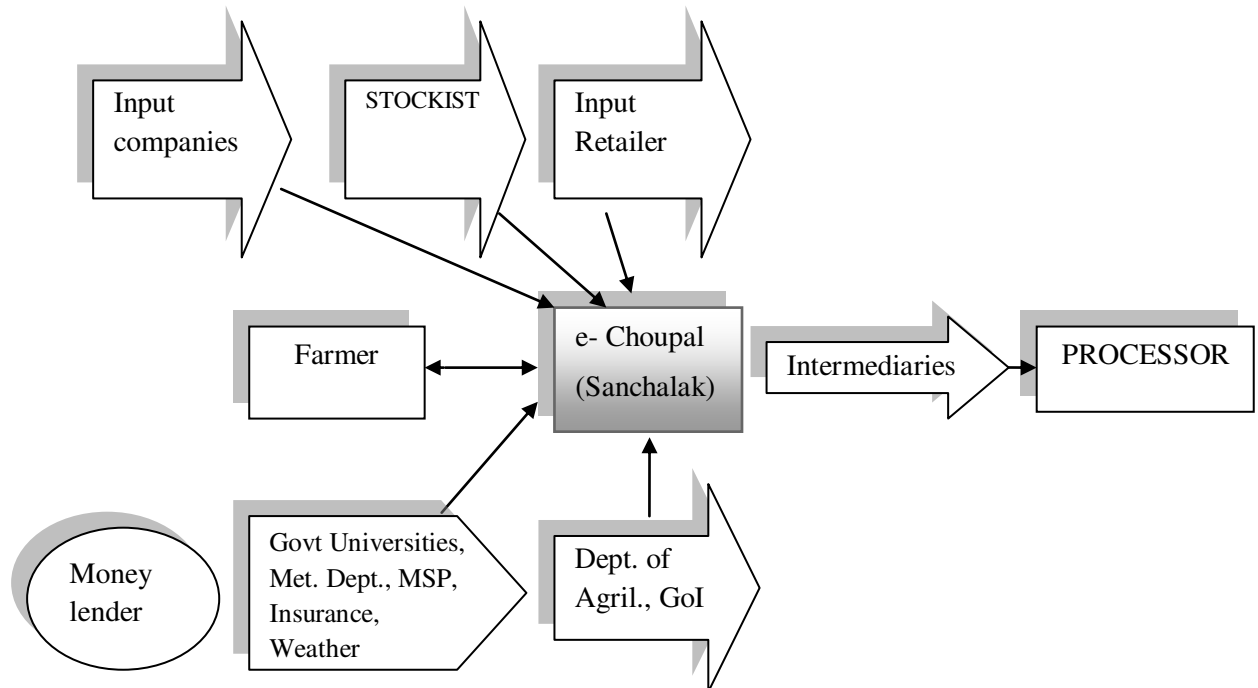 Input
companies
STOCKIST
Input
Retailer
Farmer
e- Choupal
(Sanchalak)
Intermediaries
PROCESSOR
Money
lender
Govt Universities,
Met. Dept., MSP,
Insurance,
Weather
Dept. of
Agril., GoI